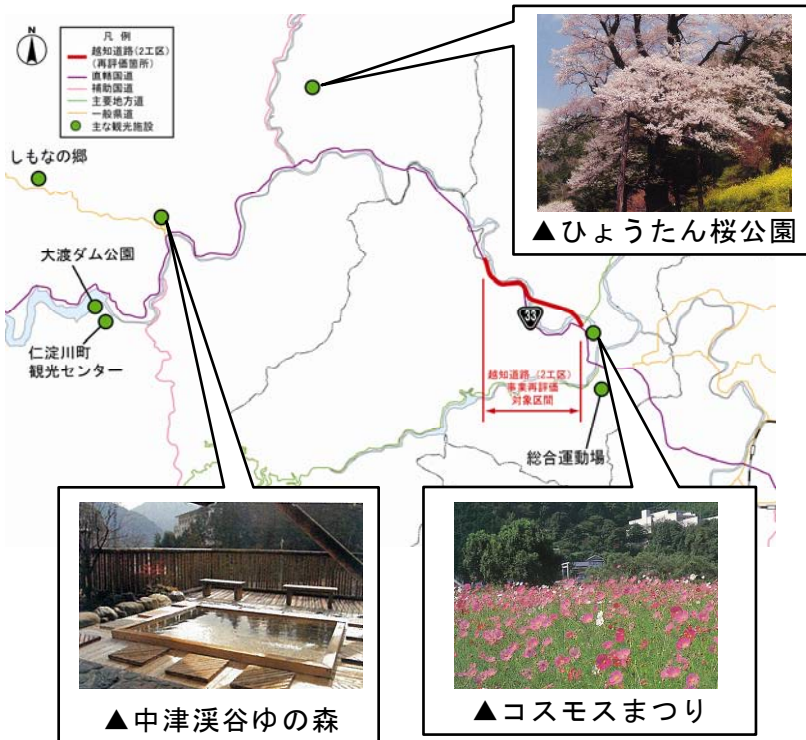 N
凡 例
越知道路(2工区)
(再評価箇所)
直轄国道
補助国道
主要地方道
一般県道
主な観光施設
▲ひょうたん桜公園
しもなの郷
大渡ダム公園
仁淀川町
観光センター
33
越知道路(2工区)
事業再評価
対象区間
総合運動場
▲中津渓谷ゆの森
▲コスモスまつり